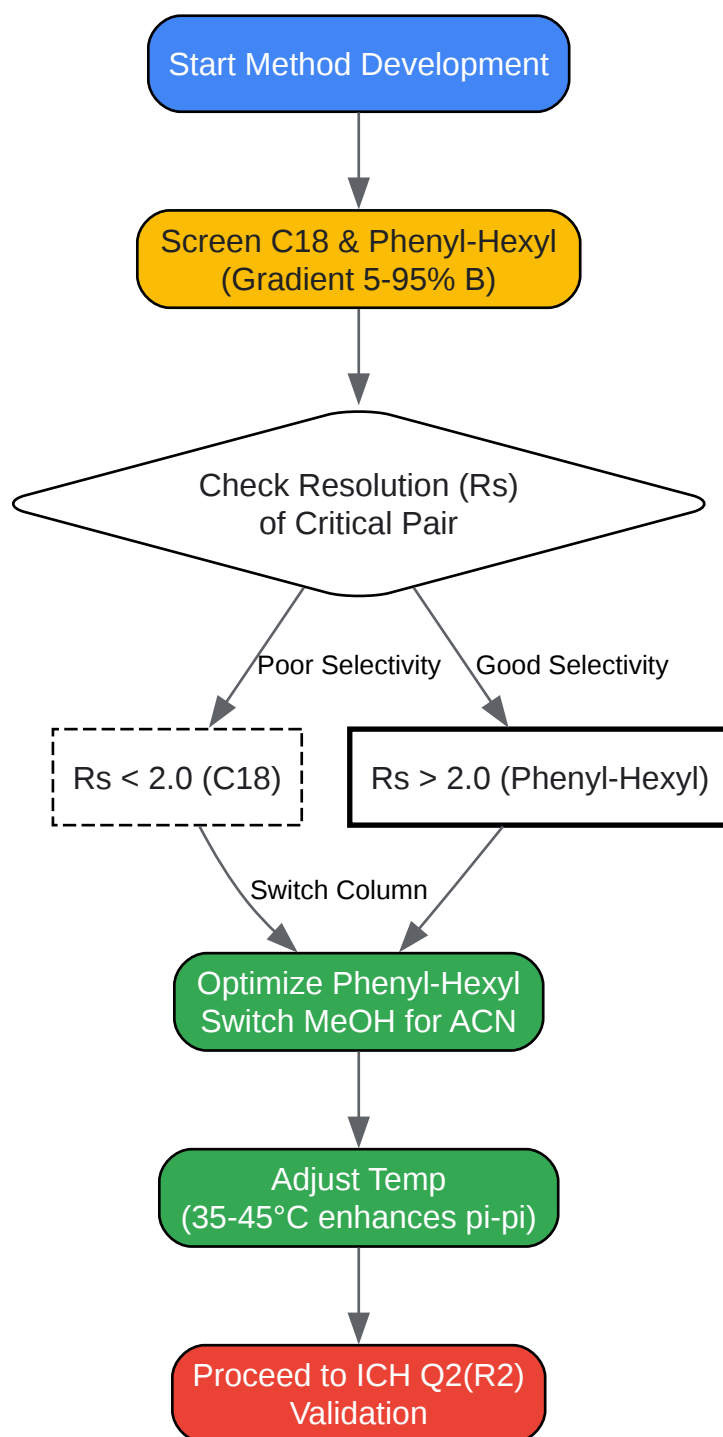 Start Method Development
Screen C18 & Phenyl-Hexyl
(Gradient 5-95% B)
Check Resolution (Rs)
of Critical Pair
Poor Selectivity
Good Selectivity
Rs < 2.0 (C18)
Rs > 2.0 (Phenyl-Hexyl)
Switch Column
Optimize Phenyl-Hexyl
Switch MeOH for ACN
Adjust Temp
(35-45°C enhances pi-pi)
Proceed to ICH Q2(R2)
Validation